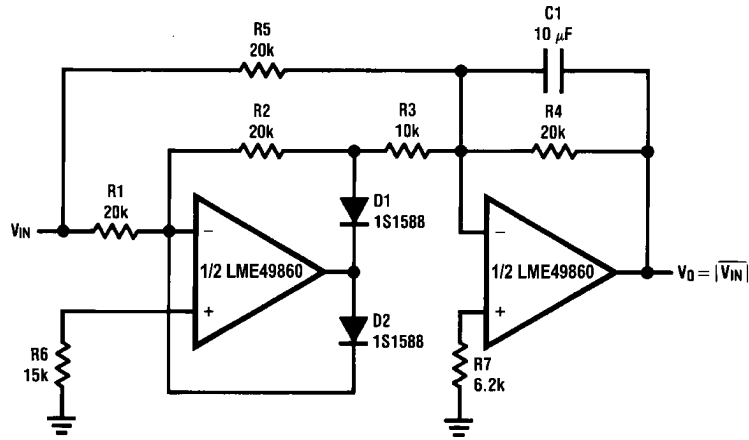 R5
20k
C1
10 μF
R2
20k
R3
10k
R4
20k
R1
20k
VIN
D1
1S1588
−
1/2 LME49860
+
−
1/2 LME49860
+
VO = |V̅I̅N̅|
D2
1S1588
R6
15k
R7
6.2k